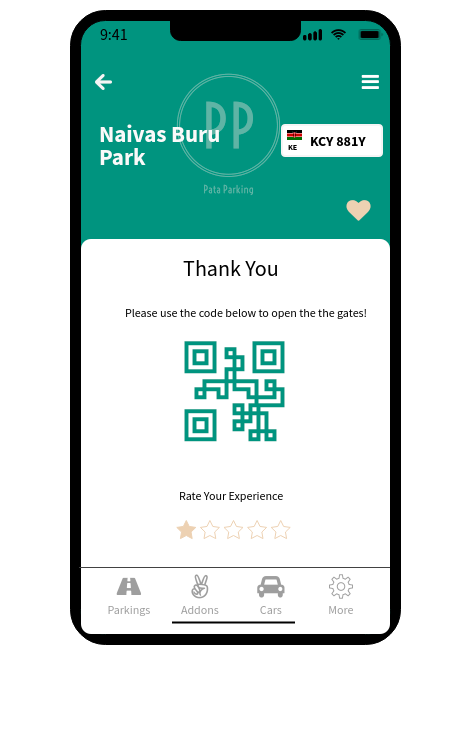 9:41
PP
Naivas Buru
Park
KE
KCY 881Y
Pata Parking
Thank You
Please use the code below to open the the gates!
Rate Your Experience
Parkings
Addons
Cars
More